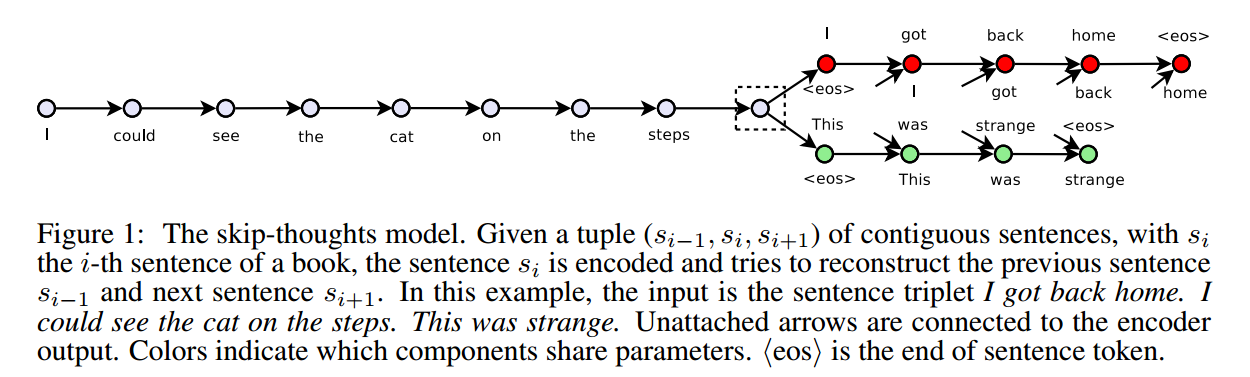 I got back home <eos>
<eos> I got back home
I could see the cat on the steps
This was strange <eos>
<eos> This was strange
Figure 1: The skip-thoughts model. Given a tuple (s_{i−1}, s_i, s_{i+1}) of contiguous sentences, with s_i
the i-th sentence of a book, the sentence s_i is encoded and tries to reconstruct the previous sentence
s_{i−1} and next sentence s_{i+1}. In this example, the input is the sentence triplet I got back home. I
could see the cat on the steps. This was strange. Unattached arrows are connected to the encoder
output. Colors indicate which components share parameters. ⟨eos⟩ is the end of sentence token.